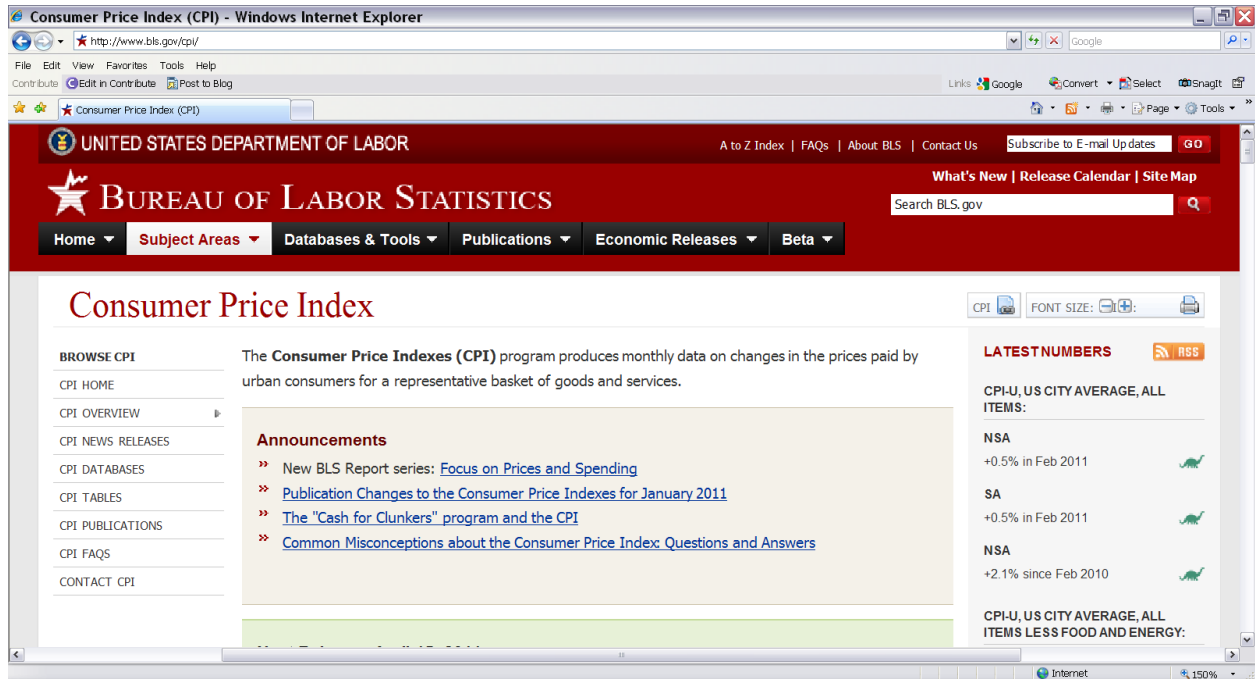 Consumer Price Index (CPI) - Windows Internet Explorer
http://www.bls.gov/cpi/
Google
File Edit View Favorites Tools Help
Contribute Edit in Contribute Post to Blog
Links Google Convert Select SnagIt
Consumer Price Index (CPI)
Page Tools
UNITED STATES DEPARTMENT OF LABOR
A to Z Index | FAQs | About BLS | Contact Us
Subscribe to E-mail Updates GO
What's New | Release Calendar | Site Map
BUREAU OF LABOR STATISTICS
Search BLS.gov
Home Subject Areas Databases & Tools Publications Economic Releases Beta
Consumer Price Index
CPI FONT SIZE:
BROWSE CPI
CPI HOME
CPI OVERVIEW
CPI NEWS RELEASES
CPI DATABASES
CPI TABLES
CPI PUBLICATIONS
CPI FAQS
CONTACT CPI
The Consumer Price Indexes (CPI) program produces monthly data on changes in the prices paid by
urban consumers for a representative basket of goods and services.
Announcements
New BLS Report series: Focus on Prices and Spending
Publication Changes to the Consumer Price Indexes for January 2011
The "Cash for Clunkers" program and the CPI
Common Misconceptions about the Consumer Price Index: Questions and Answers
LATEST NUMBERS RSS
CPI-U, US CITY AVERAGE, ALL
ITEMS:
NSA
+0.5% in Feb 2011
SA
+0.5% in Feb 2011
NSA
+2.1% since Feb 2010
CPI-U, US CITY AVERAGE, ALL
ITEMS LESS FOOD AND ENERGY:
Internet 150%